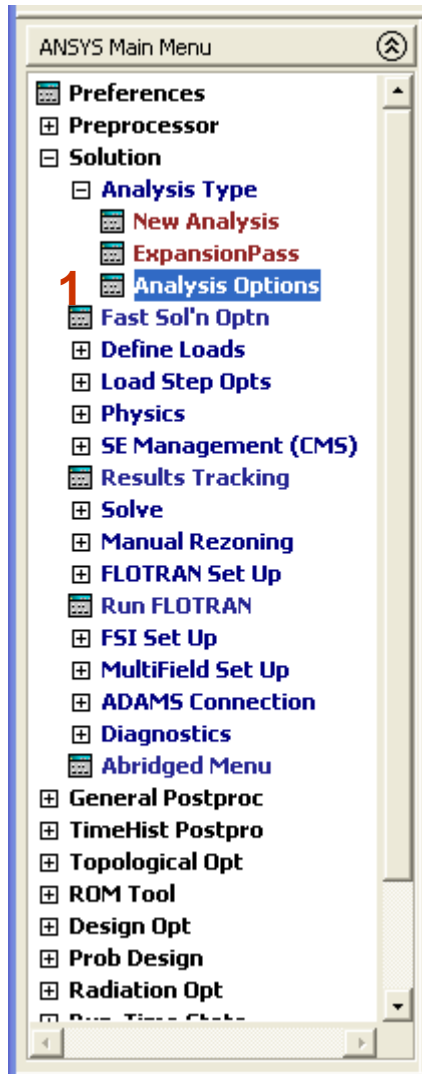 ANSYS Main Menu
Preferences
Preprocessor
Solution
Analysis Type
New Analysis
ExpansionPass
1 Analysis Options
Fast Sol'n Optn
Define Loads
Load Step Opts
Physics
SE Management (CMS)
Results Tracking
Solve
Manual Rezoning
FLOTRAN Set Up
Run FLOTRAN
FSI Set Up
MultiField Set Up
ADAMS Connection
Diagnostics
Abridged Menu
General Postproc
TimeHist Postpro
Topological Opt
ROM Tool
Design Opt
Prob Design
Radiation Opt